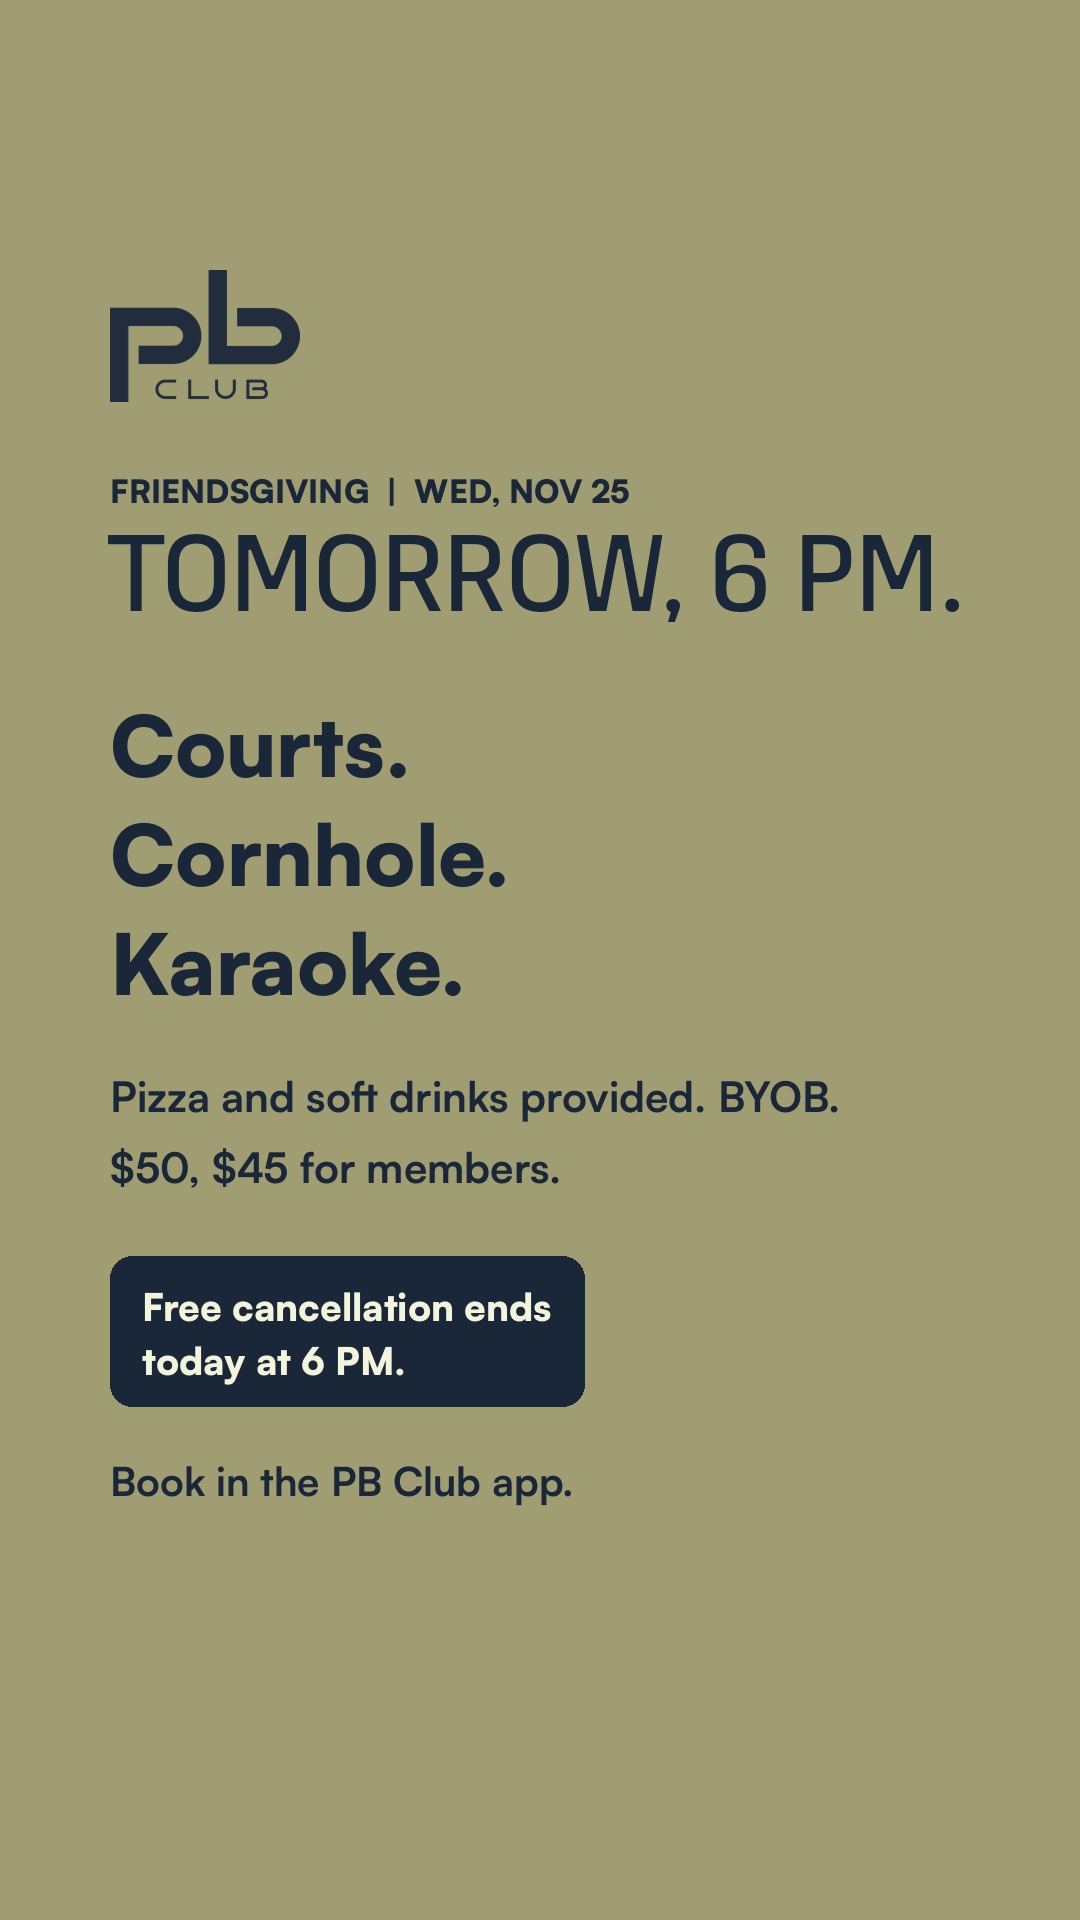 pb
CLUB
FRIENDSGIVING | WED, NOV 25
TOMORROW, 6 PM.
Courts.
Cornhole.
Karaoke.
Pizza and soft drinks provided. BYOB.
$50, $45 for members.
Free cancellation ends
today at 6 PM.
Book in the PB Club app.